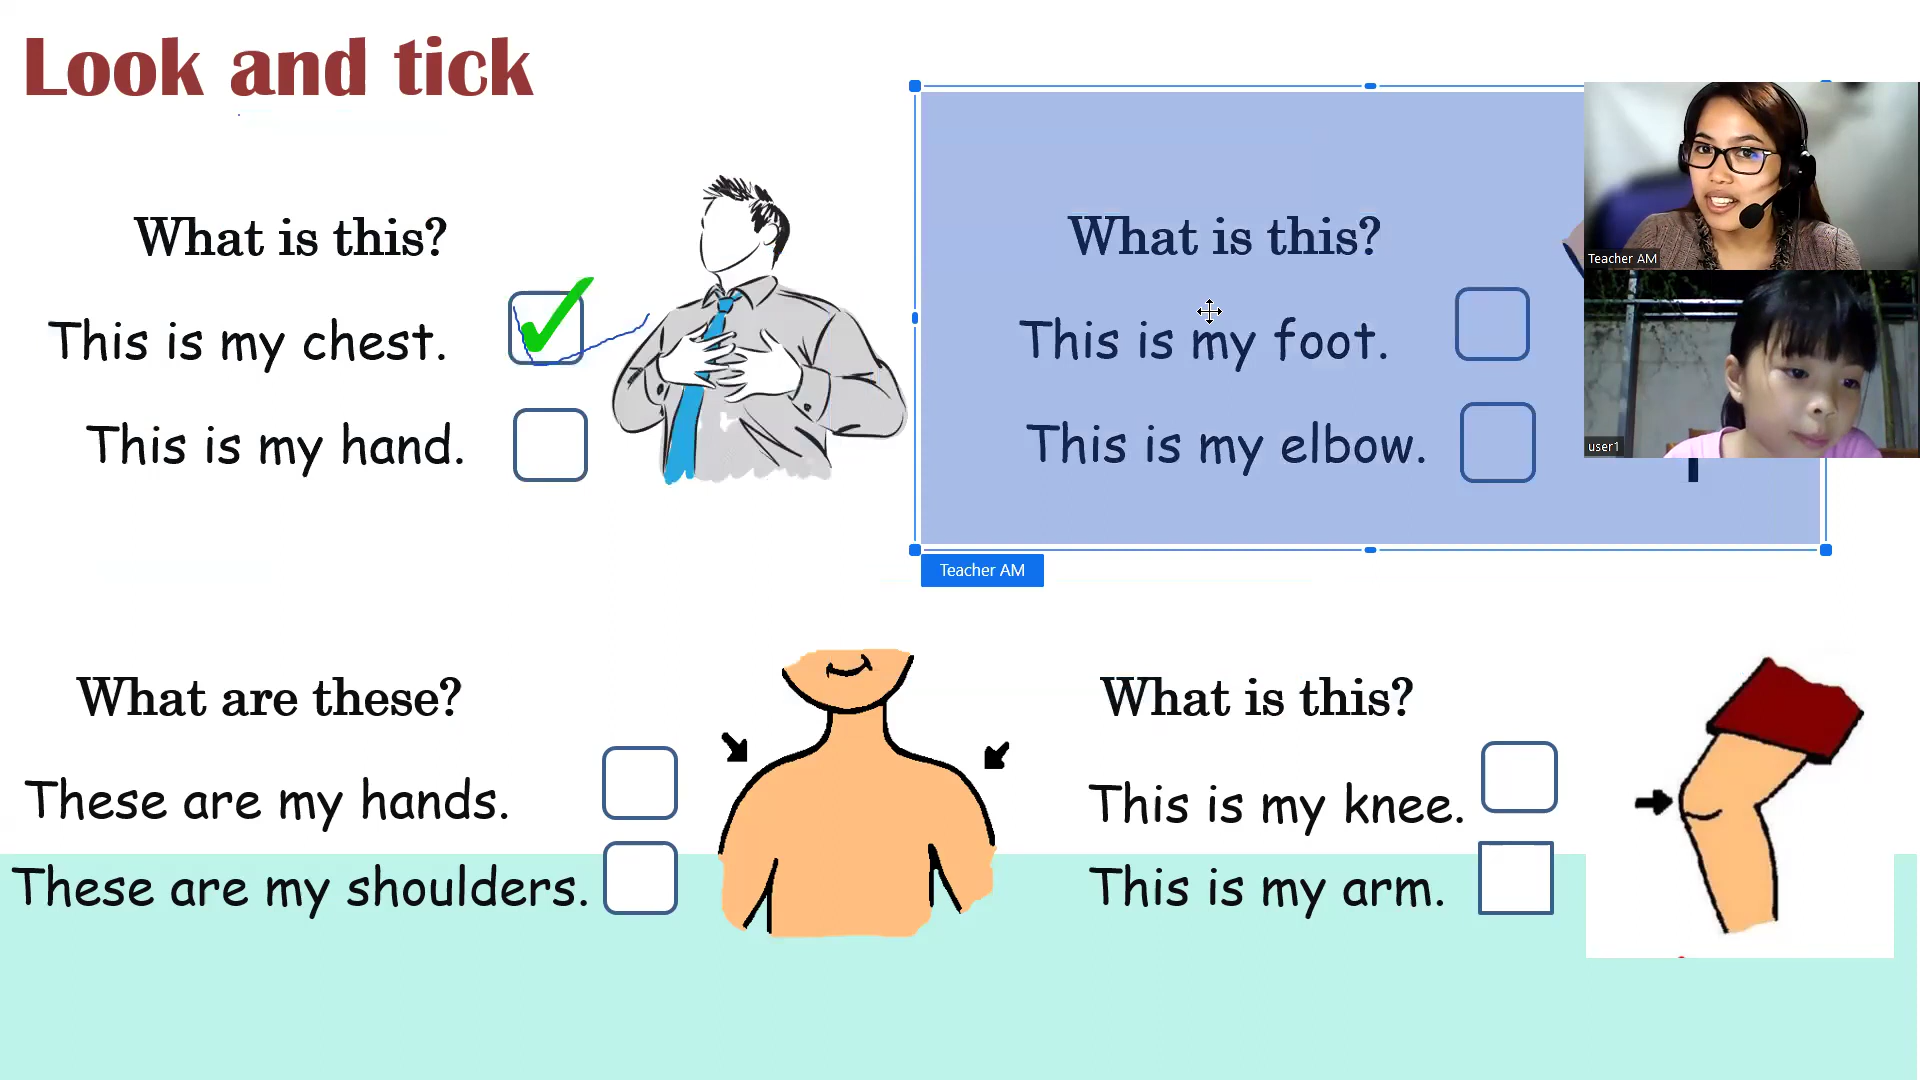 Look and tick
What is this?
This is my chest.
This is my hand.
What is this?
This is my foot.
This is my elbow.
Teacher AM
user1
Teacher AM
What are these?
These are my hands.
These are my shoulders.
What is this?
This is my knee.
This is my arm.